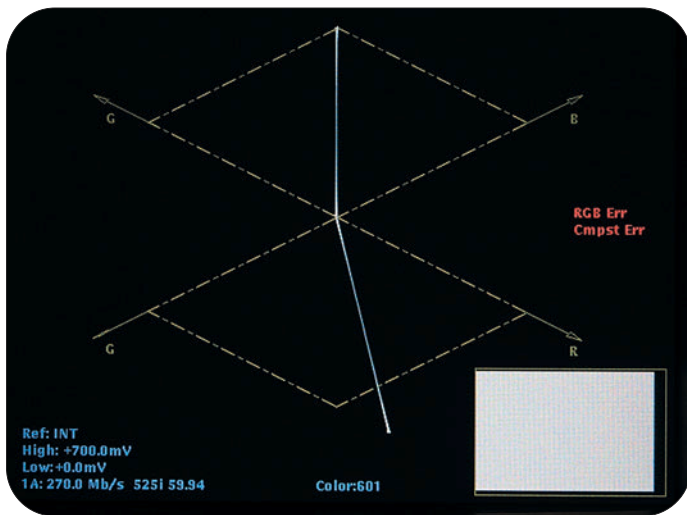 G
B
RGB Err
Cmpst Err
G
R
Ref: INT
High: +700.0mV
Low:+0.0mV
1A: 270.0 Mb/s 525i 59.94
Color:601